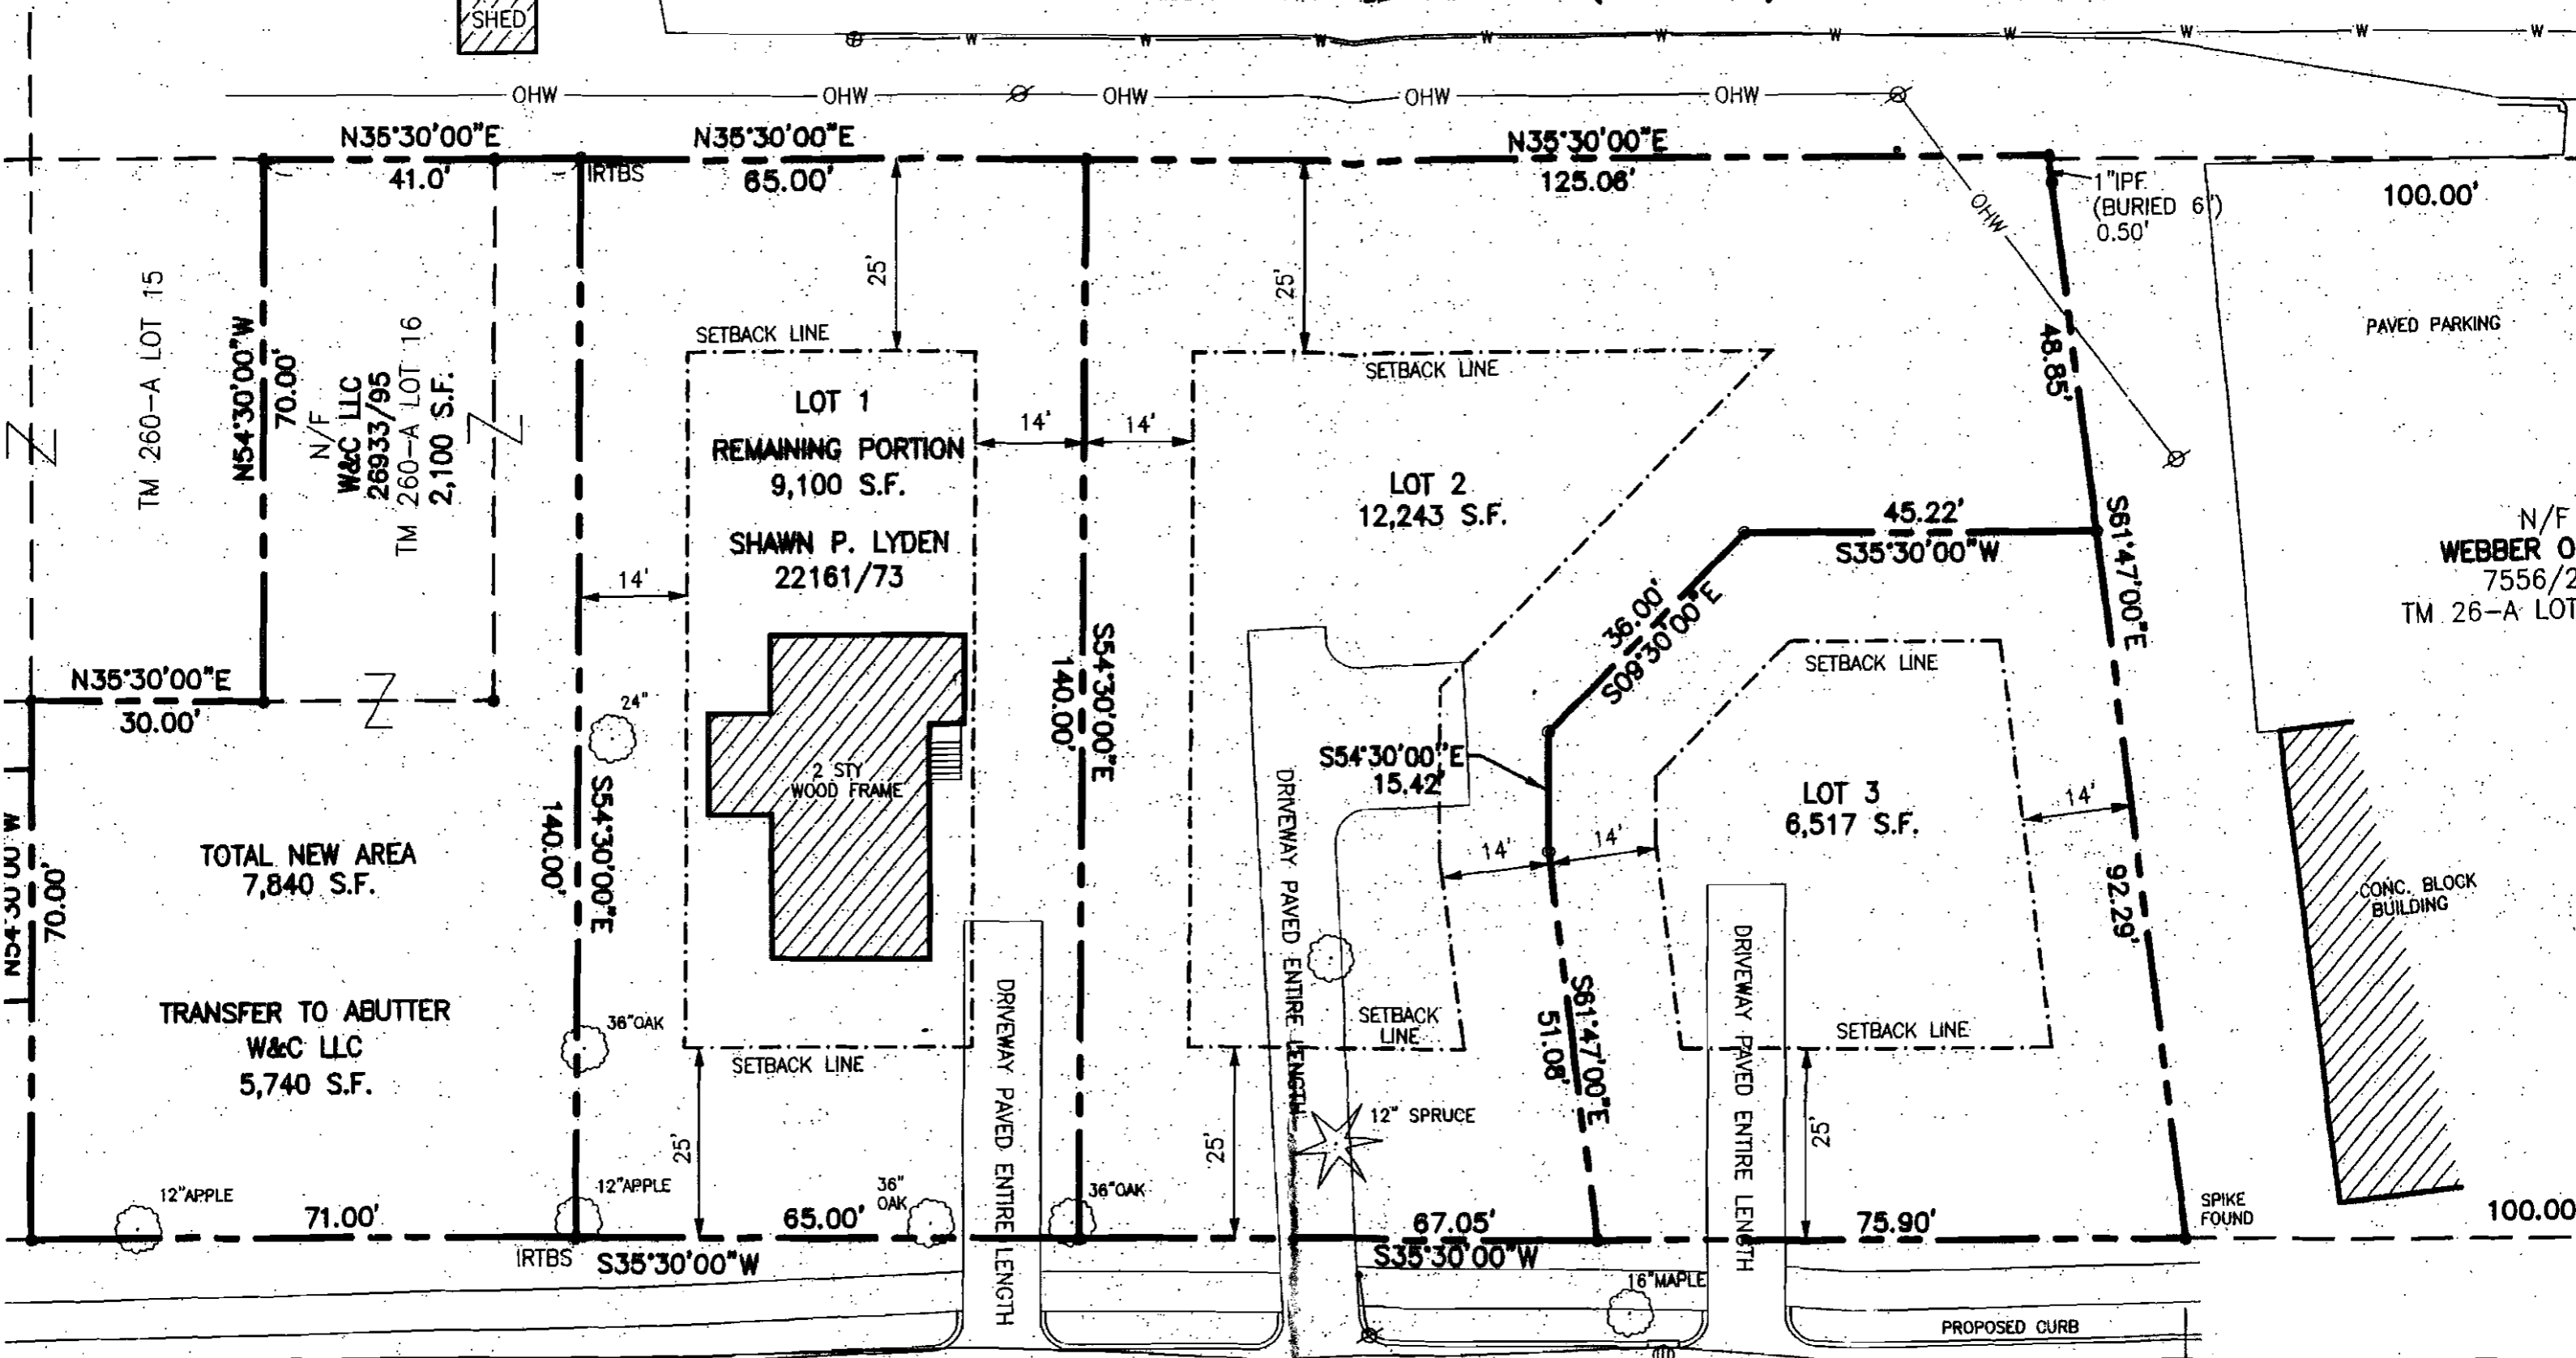 SHED
W W W W W W W W W W
OHW OHW OHW OHW OHW
N35°30'00"E
41.0'
IRTBS
N35°30'00"E
65.00'
N35°30'00"E
125.06'
1"IPF
(BURIED 6')
0.50'
100.00'
OHW
TM 260-A LOT 15
N54°30'00"W
70.00'
N/F
W&C LLC
26933/95
TM 260-A LOT 16
2,100 S.F.
25'
25'
SETBACK LINE
SETBACK LINE
48.85'
PAVED PARKING
LOT 1
REMAINING PORTION
9,100 S.F.
SHAWN P. LYDEN
22161/73
14'
14'
14'
LOT 2
12,243 S.F.
45.22'
S35°30'00"W
S61°47'00"E
N/F
WEBBER O
7556/2
TM 26-A LOT
36.00'
S09°30'00"E
SETBACK LINE
N35°30'00"E
30.00'
24"
S54°30'00"E
140.00'
S54°30'00"E
140.00'
2 STY
WOOD FRAME
S54°30'00"E
15.42'
14'
14'
LOT 3
6,517 S.F.
14'
92.29'
CONC. BLOCK
BUILDING
N54°30'00"W
70.00'
TOTAL NEW AREA
7,840 S.F.
TRANSFER TO ABUTTER
W&C LLC
5,740 S.F.
36"OAK
SETBACK LINE
DRIVEWAY PAVED ENTIRE LENGTH
DRIVEWAY PAVED ENTIRE LENGTH
SETBACK
LINE
S61°47'00"E
51.08'
DRIVEWAY PAVED ENTIRE LENGTH
SETBACK LINE
25'
25'
25'
12" SPRUCE
12"APPLE
71.00'
12"APPLE
IRTBS
65.00'
S35°30'00"W
36"
OAK
36"OAK
67.05'
S35°30'00"W
75.90'
SPIKE
FOUND
100.00
16"MAPLE
PROPOSED CURB